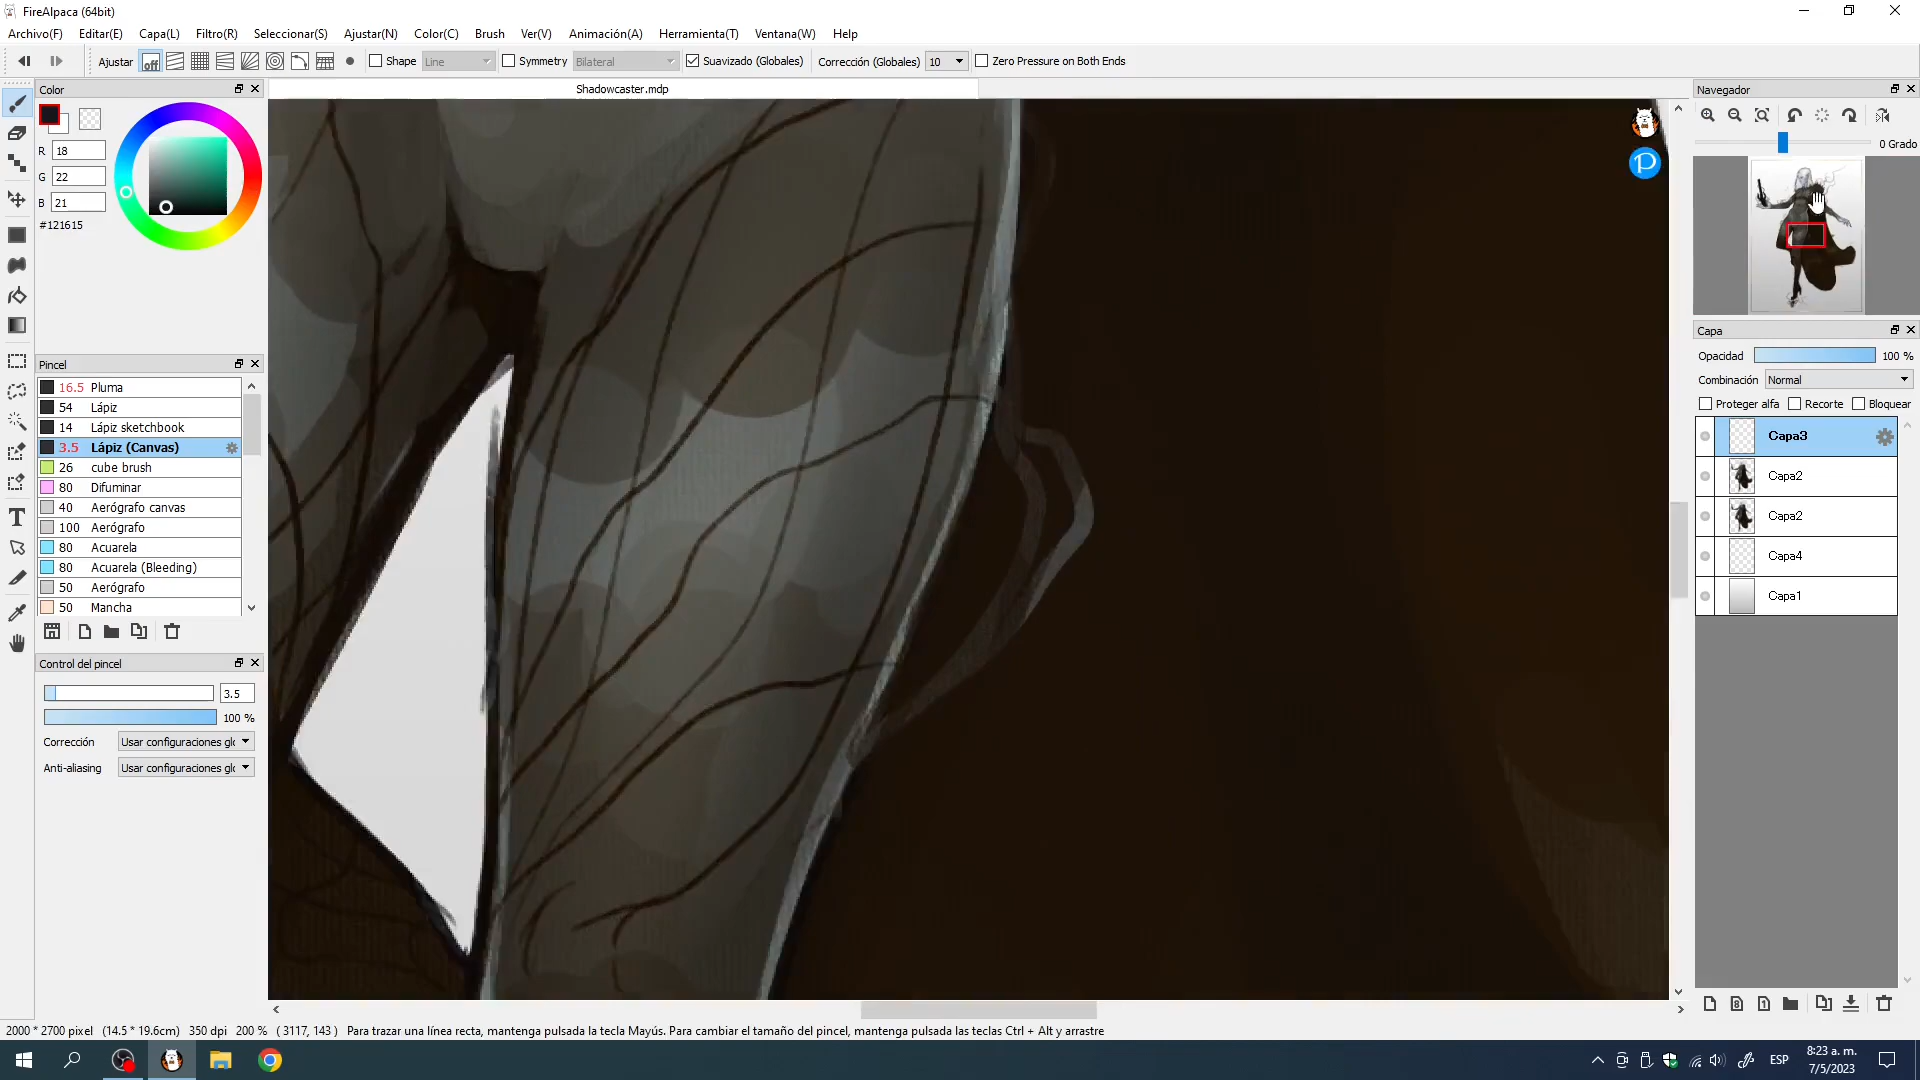 FireAlpaca (64bit)
Archivo(F) Editar(E) Capa(L) Filtro(R) Seleccionar(S) Ajustar(N) Color(C) Brush Ver(V) Animación(A) Herramienta(T) Ventana(W) Help
Ajustar off Shape Line Symmetry Bilateral Suavizado (Globales) Corrección (Globales) 10 Zero Pressure on Both Ends
Color
Shadowcaster.mdp
Navegador
R 18
G 22
B 21
#121615
0 Grado
Capa
Opacidad 100 %
Combinación Normal
Proteger alfa Recorte Bloquear
Capa3
Capa2
Capa2
Capa4
Capa1
Pincel
16.5 Pluma
54 Lápiz
14 Lápiz sketchbook
3.5 Lápiz (Canvas)
26 cube brush
80 Difuminar
40 Aerógrafo canvas
100 Aerógrafo
80 Acuarela
80 Acuarela (Bleeding)
50 Aerógrafo
50 Mancha
Control del pincel
3.5
100 %
Corrección Usar configuraciones glo
Anti-aliasing Usar configuraciones glo
2000 * 2700 pixel (14.5 * 19.6cm) 350 dpi 200 % ( 3117, 143 ) Para trazar una línea recta, mantenga pulsada la tecla Mayús. Para cambiar el tamaño del pincel, mantenga pulsadas las teclas Ctrl + Alt y arrastre
ESP
8:23 a. m.
7/5/2023